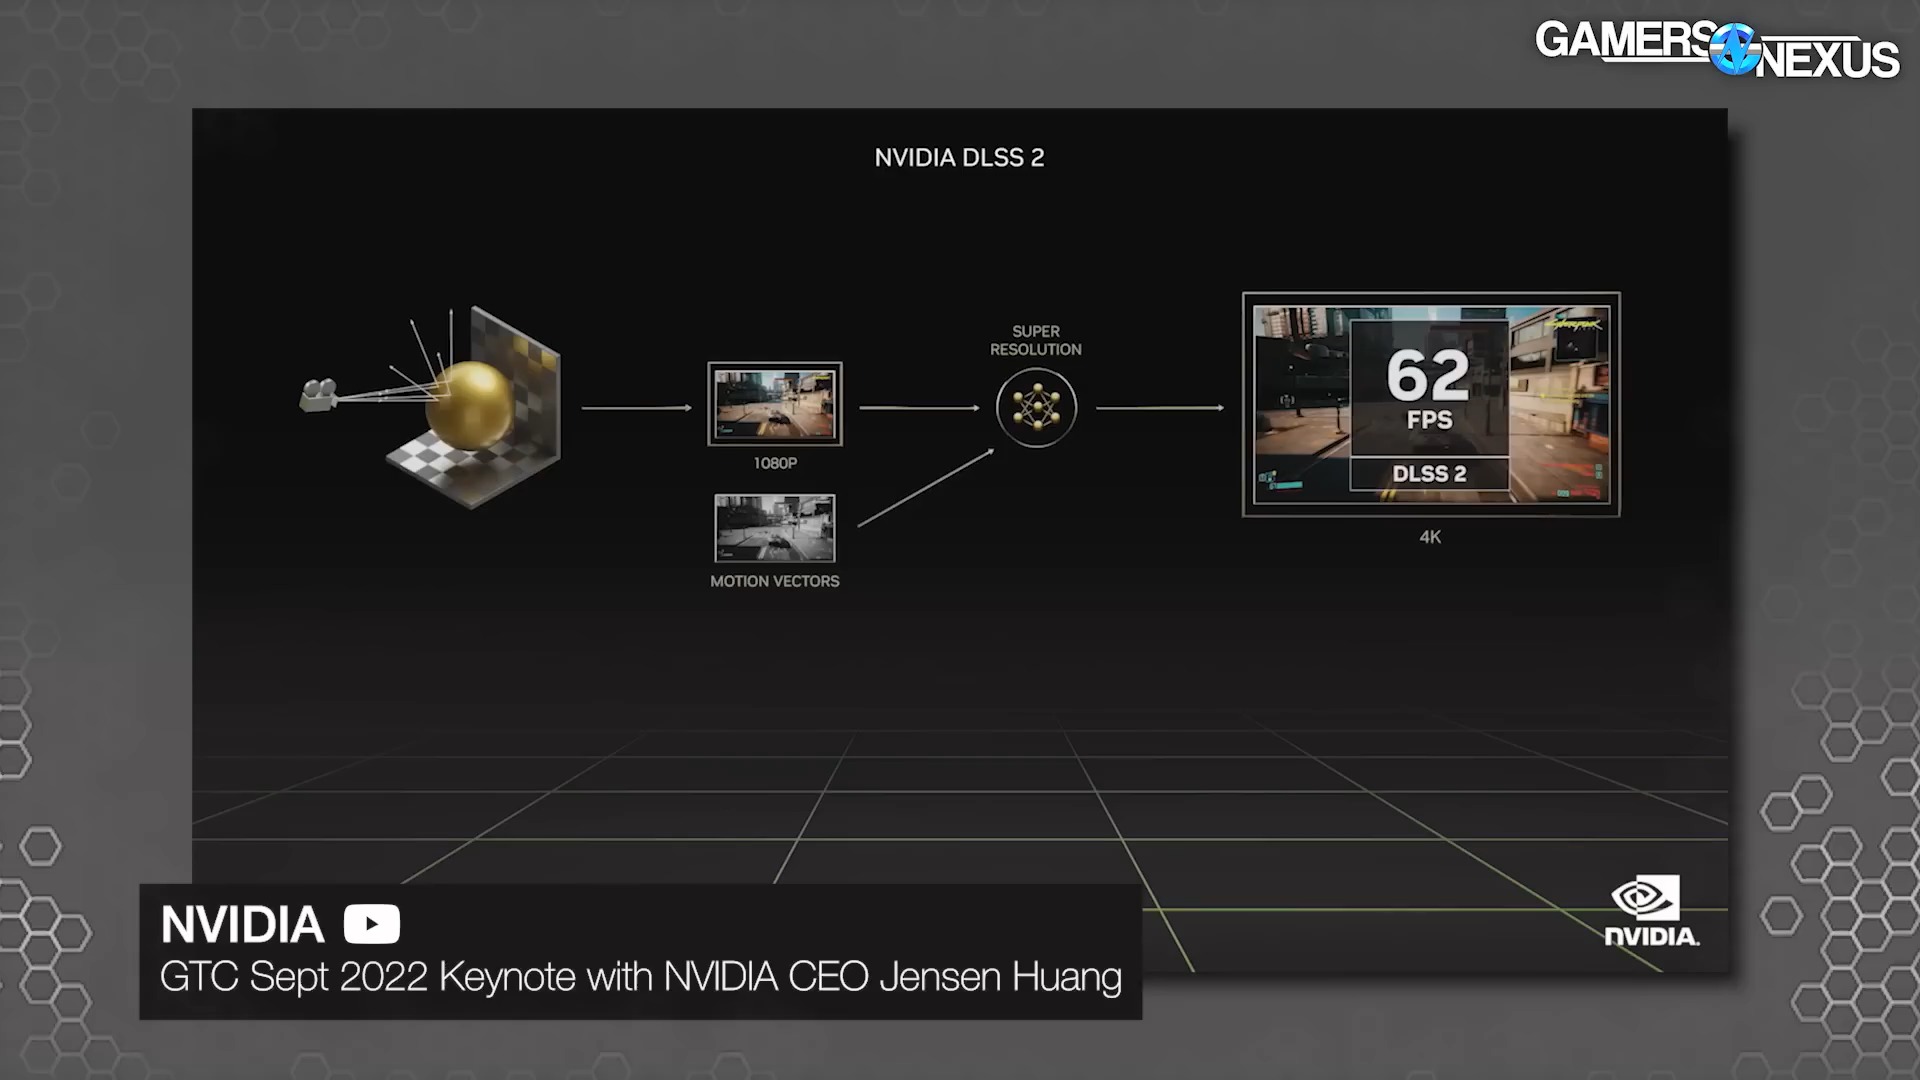 GAMERS NEXUS
NVIDIA DLSS 2
SUPER
RESOLUTION
1080P
MOTION VECTORS
62
FPS
DLSS 2
4K
NVIDIA
GTC Sept 2022 Keynote with NVIDIA CEO Jensen Huang
NVIDIA.